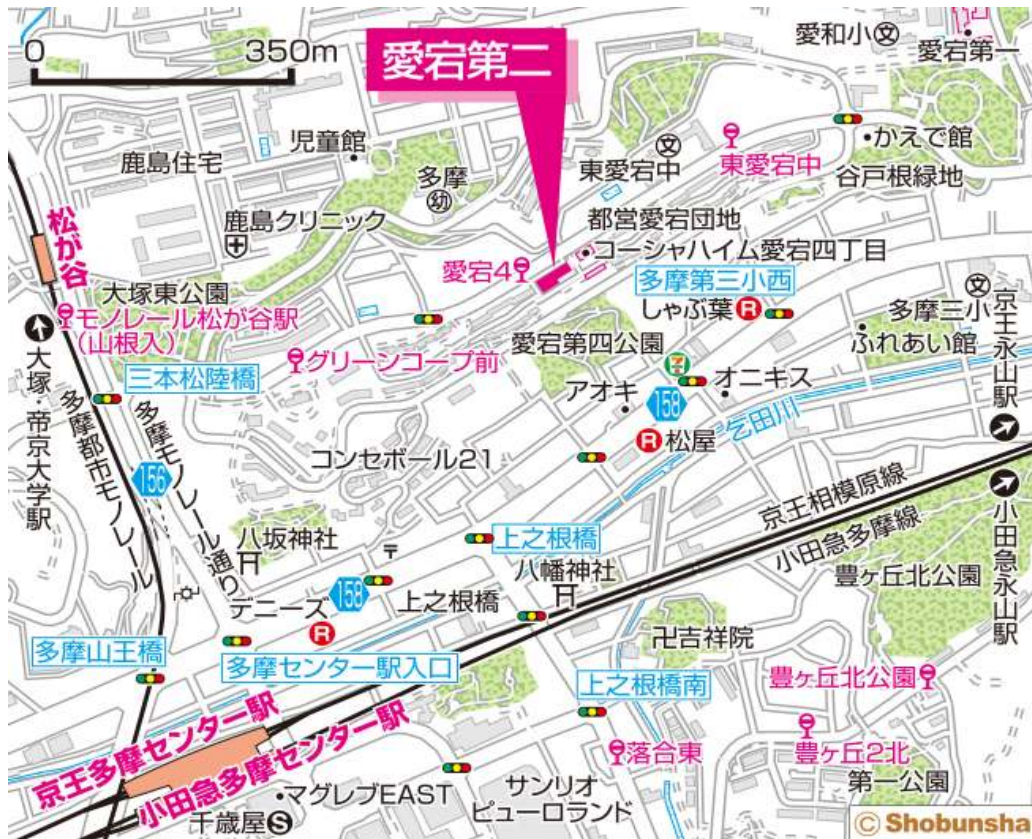 0 350m
愛宕第二
愛和小
文
愛宕第一
児童館
鹿島住宅
多摩
幼
文
東愛宕中
東愛宕中
かえで館
谷戸根緑地
鹿島クリニック
都営愛宕団地
コーシャハイム愛宕四丁目
愛宕4
松が谷
大塚東公園
モノレール松が谷駅
(山根入)
多摩第三小西
しゃぶ葉
R
文
多摩三小
ふれあい館
京王永山駅
グリーンコープ前
愛宕第四公園
三本松陸橋
アオキ
オニキス
158
乞田川
R
松屋
大塚・帝京大学駅
多摩都市モノレール
156
多摩モノレール通り
コンセボール21
京王相模原線
小田急多摩線
小田急永山駅
八坂神社
〒
上之根橋
八幡神社
158
デニーズ
R
上之根橋
豊ヶ丘北公園
卍吉祥院
多摩山王橋
多摩センター駅入口
上之根橋南
豊ヶ丘北公園
京王多摩センター駅
小田急多摩センター駅
落合東
豊ヶ丘2北
第一公園
マグレブEAST
サンリオ
ピューロランド
千歳屋
S
© Shobunsha